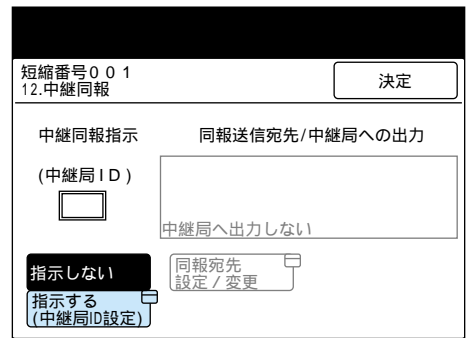 短縮番号００１
12.中継同報
決定
中継同報指示
同報送信宛先/中継局への出力
(中継局ID)
中継局へ出力しない
指示しない
同報宛先
設定/変更
指示する
(中継局ID設定)